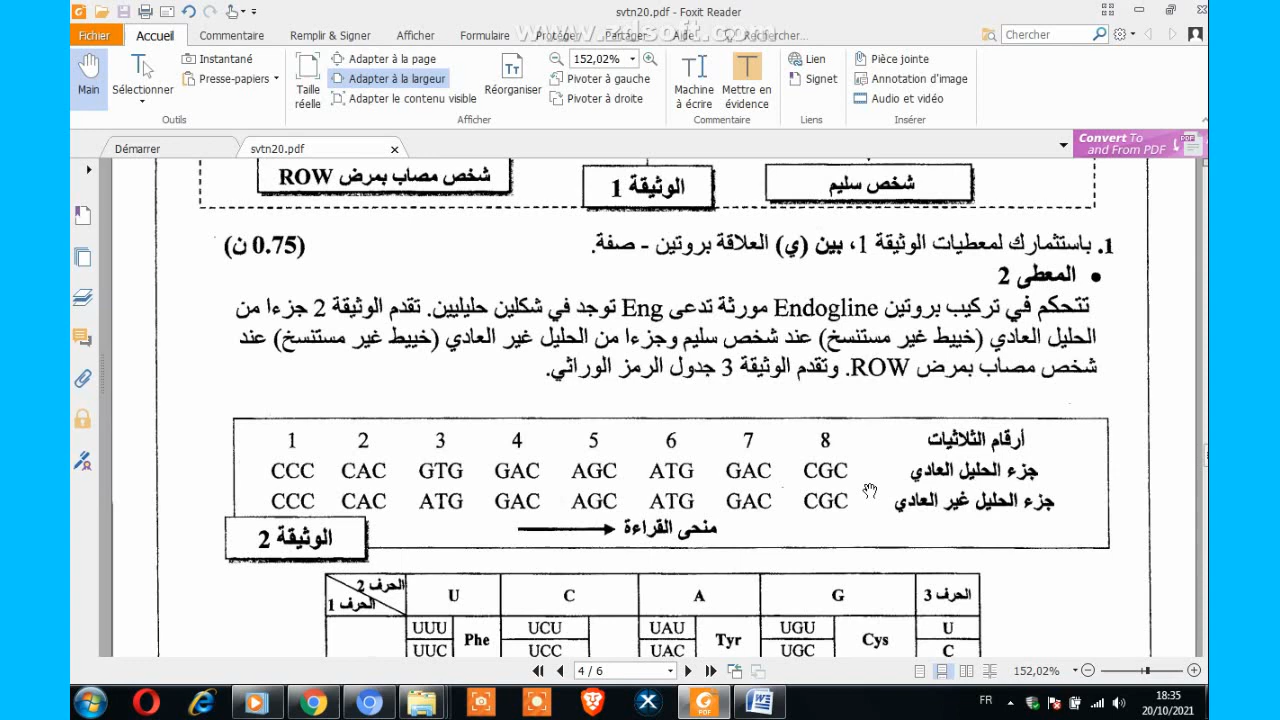 svtn20.pdf - Foxit Reader
www.zdsoft.com
Fichier Accueil Commentaire Remplir & Signer Afficher Formulaire Protéger Partager Aide Rechercher... Chercher
Main
Sélectionner
Instantané
Presse-papiers
Outils
Taille réelle
Adapter à la page
Adapter à la largeur
Adapter le contenu visible
Réorganiser
152,02%
Pivoter à gauche
Pivoter à droite
Afficher
Machine à écrire
Mettre en évidence
Commentaire
Lien
Signet
Liens
Pièce jointe
Annotation d'image
Audio et vidéo
Insérer
Démarrer
svtn20.pdf
Convert To
and From PDF
شخص سليم
الوثيقة 1
شخص مصاب بمرض ROW
1. باستثمارك لمعطيات الوثيقة 1، بين (ي) العلاقة بروتين - صفة. (0.75 ن)
• المعطى 2
تتحكم في تركيب بروتين Endogline مورثة تدعى Eng توجد في شكلين حليليين. تقدم الوثيقة 2 جزءا من
الحليل العادي (خييط غير مستنسخ) عند شخص سليم وجزءا من الحليل غير العادي (خييط غير مستنسخ) عند
شخص مصاب بمرض ROW. وتقدم الوثيقة 3 جدول الرمز الوراثي.
1 2 3 4 5 6 7 8 أرقام الثلاثيات
CCC CAC GTG GAC AGC ATG GAC CGC جزء الحليل العادي
CCC CAC ATG GAC AGC ATG GAC CGC جزء الحليل غير العادي
منحى القراءة
الوثيقة 2
الحرف 2
الحرف 1
U C A G الحرف 3
UUU Phe UCU UAU Tyr UGU Cys U
UUC UCC UAC UGC C
4 / 6
152,02%
FR
18:35
20/10/2021